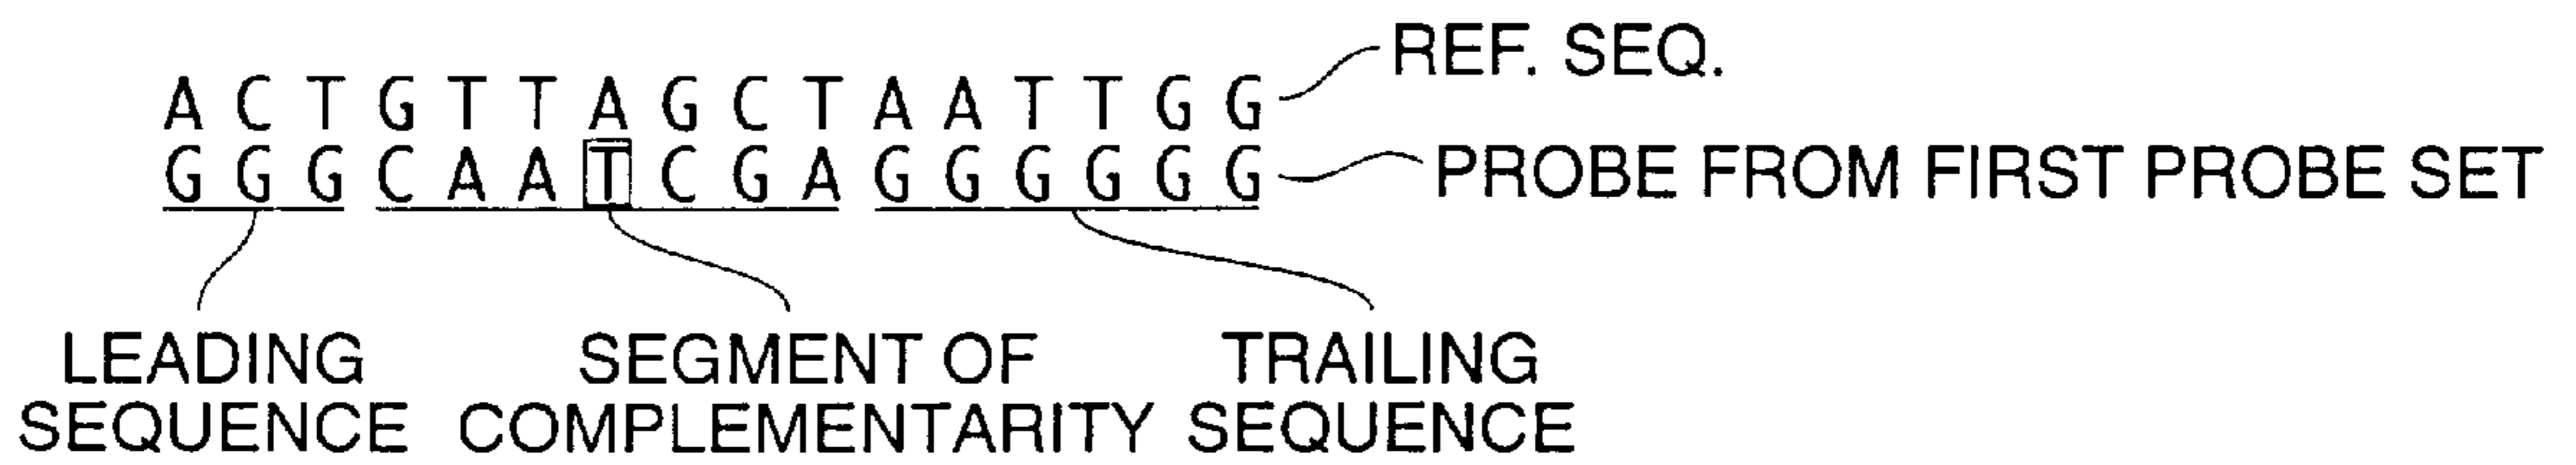 REF. SEQ.
A C T G T T A G C T A A T T G G
G G G C A A T C G A G G G G G G
PROBE FROM FIRST PROBE SET
LEADING SEQUENCE
SEGMENT OF COMPLEMENTARITY
TRAILING SEQUENCE